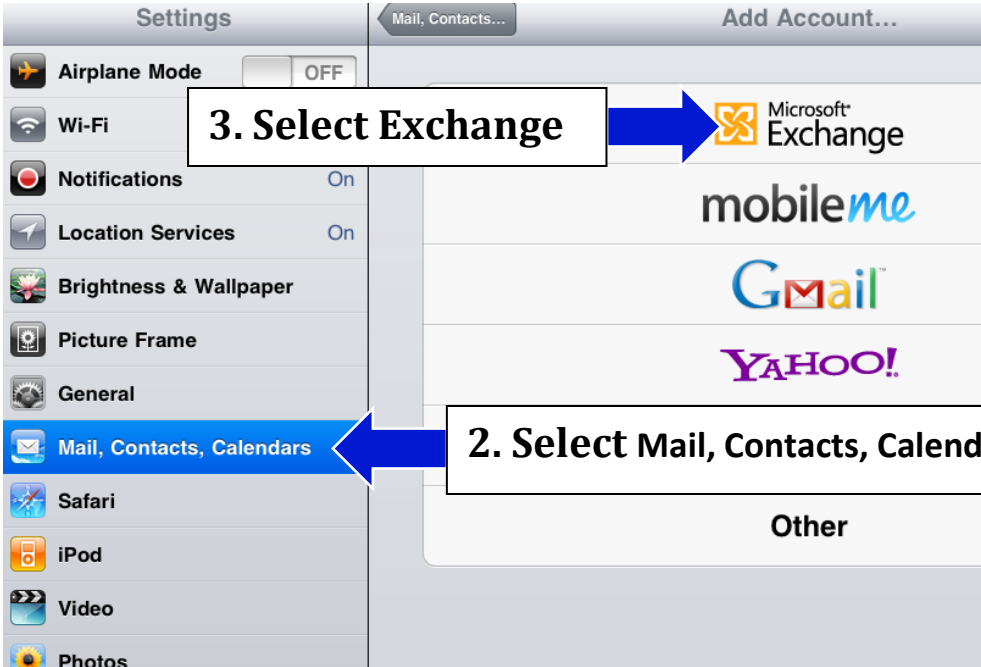 Settings
Mail, Contacts...
Add Account...
Airplane Mode OFF
Wi-Fi
3. Select Exchange
Microsoft
Exchange
Notifications On
mobileme
Location Services On
Gmail
Brightness & Wallpaper
Picture Frame
YAHOO!
General
Mail, Contacts, Calendars
2. Select Mail, Contacts, Calend
Safari
Other
iPod
Video
Photos